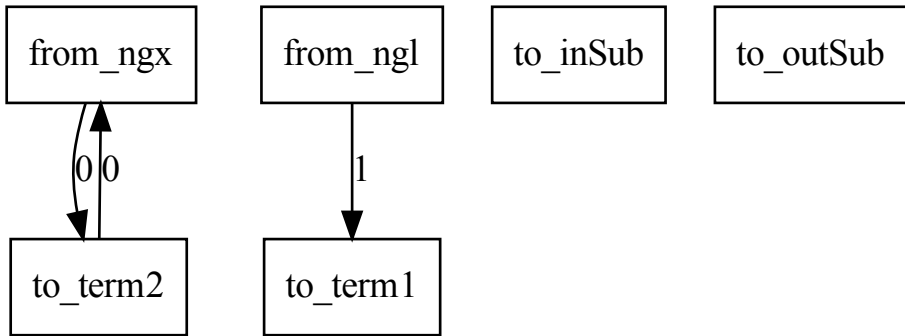 from_ngx
from_ngl
to_inSub
to_outSub
0
0
1
to_term2
to_term1